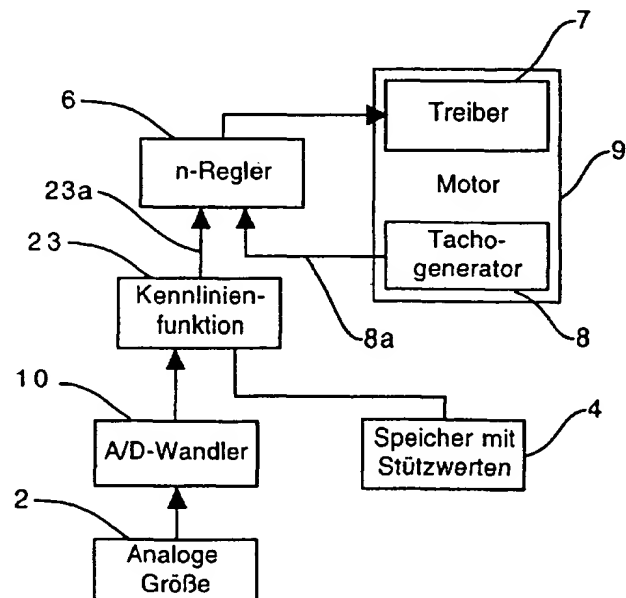 7
Treiber
6
9
n-Regler
Motor
23a
23
Tacho-
generator
Kennlinien-
funktion
8a
8
10
4
A/D-Wandler
Speicher mit
Stützwerten
2
Analoge
Größe